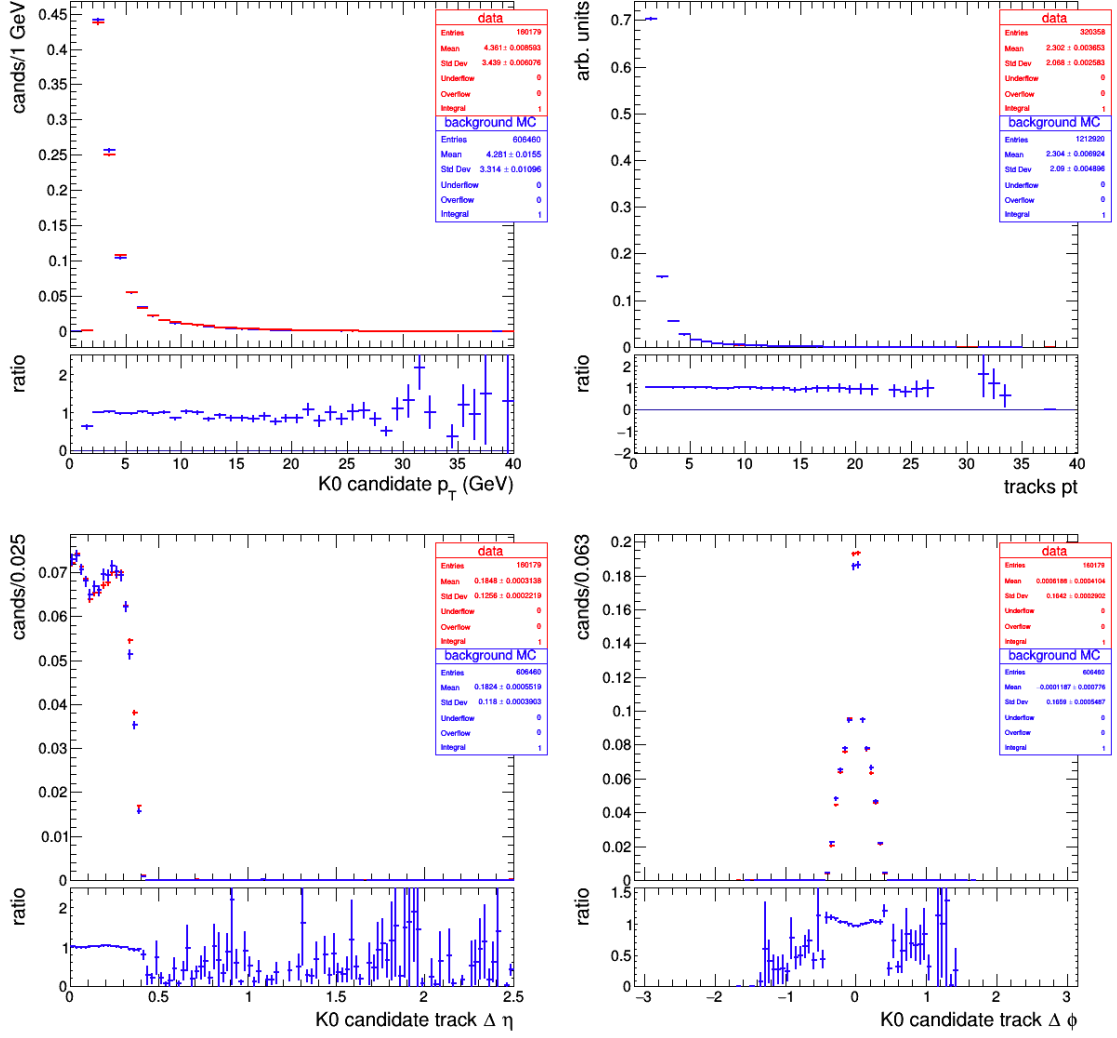 cands/1 GeV
0.45
0.4
0.35
0.3
0.25
0.2
0.15
0.1
0.05
0
data
Entries 160179
Mean 4.361 ± 0.008593
Std Dev 3.439 ± 0.006076
Underflow 0
Overflow 0
Integral 1
background MC
Entries 606460
Mean 4.281 ± 0.0155
Std Dev 3.314 ± 0.01096
Underflow 0
Overflow 0
Integral 1
ratio
2
1
0
0 5 10 15 20 25 30 35 40
K0 candidate p_T (GeV)
arb. units
0.7
0.6
0.5
0.4
0.3
0.2
0.1
0
data
Entries 320358
Mean 2.302 ± 0.003653
Std Dev 2.068 ± 0.002583
Underflow 0
Overflow 0
Integral 1
background MC
Entries 1212920
Mean 2.304 ± 0.006924
Std Dev 2.09 ± 0.004896
Underflow 0
Overflow 0
Integral 1
ratio
2
1
0
−1
−2
0 5 10 15 20 25 30 35 40
tracks pt
cands/0.025
0.07
0.06
0.05
0.04
0.03
0.02
0.01
0
data
Entries 160179
Mean 0.1848 ± 0.0003138
Std Dev 0.1256 ± 0.0002219
Underflow 0
Overflow 0
Integral 1
background MC
Entries 606460
Mean 0.1824 ± 0.0005519
Std Dev 0.118 ± 0.0003903
Underflow 0
Overflow 0
Integral 1
ratio
2
1
0
0 0.5 1 1.5 2 2.5
K0 candidate track Δ η
cands/0.063
0.2
0.18
0.16
0.14
0.12
0.1
0.08
0.06
0.04
0.02
0
data
Entries 160179
Mean
Std Dev 0.1642 ± 0.0002902
Underflow 0
Overflow 0
Integral 1
background MC
Entries 606460
Mean −0.0001187 ± 0.000776
Std Dev 0.1659 ± 0.0005487
Underflow 0
Overflow 0
Integral 1
ratio
1.5
1
0.5
0
−3 −2 −1 0 1 2 3
K0 candidate track Δ ϕ